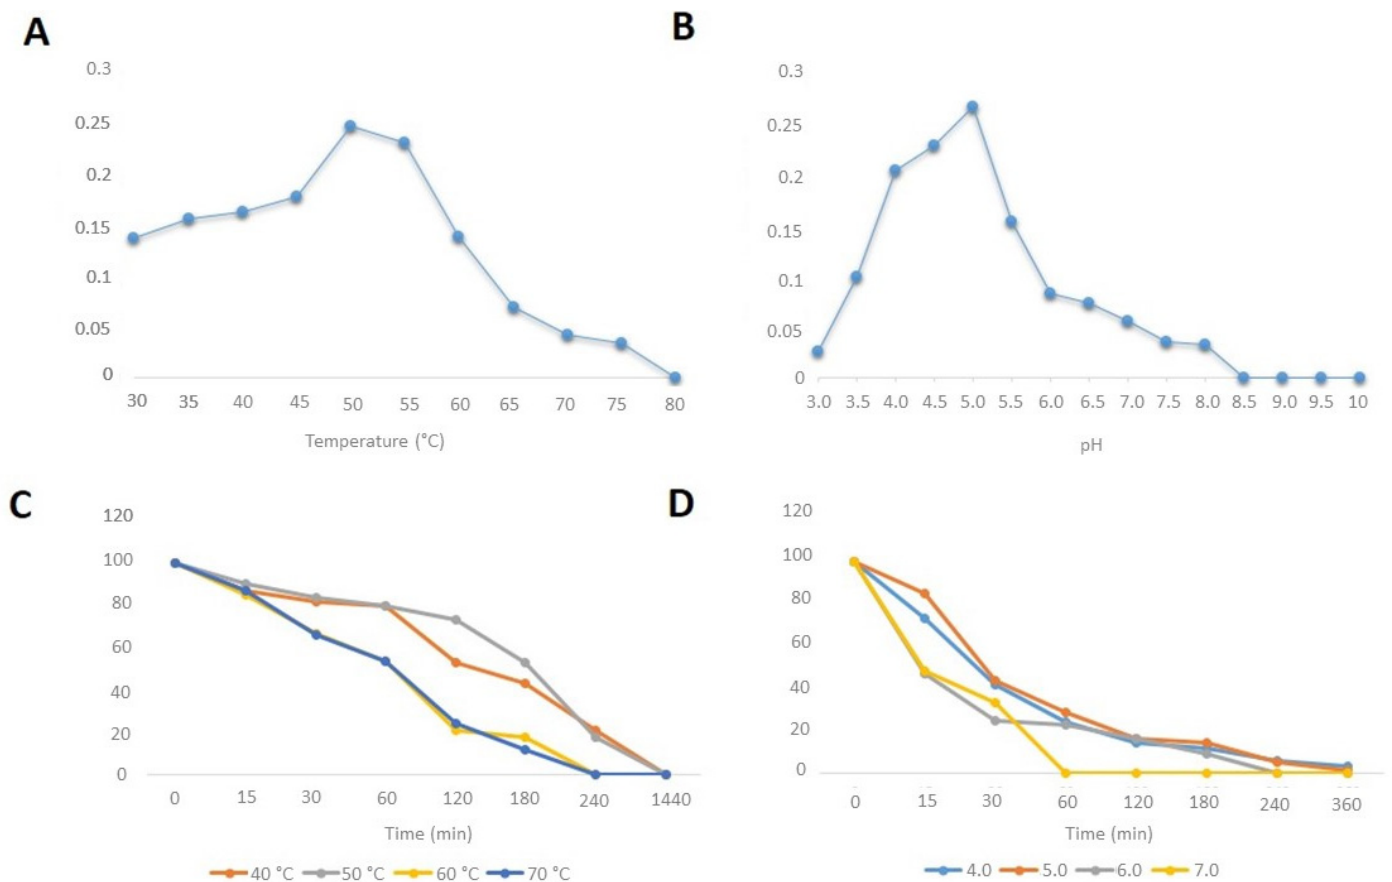 A
0.3
0.25
0.2
0.15
0.1
0.05
0
30 35 40 45 50 55 60 65 70 75 80
Temperature (°C)
B
0.3
0.25
0.2
0.15
0.1
0.05
0
3.0 3.5 4.0 4.5 5.0 5.5 6.0 6.5 7.0 7.5 8.0 8.5 9.0 9.5 10
pH
C
120
100
80
60
40
20
0
0 15 30 60 120 180 240 1440
Time (min)
40 °C 50 °C 60 °C 70 °C
D
120
100
80
60
40
20
0
0 15 30 60 120 180 240 360
Time (min)
4.0 5.0 6.0 7.0